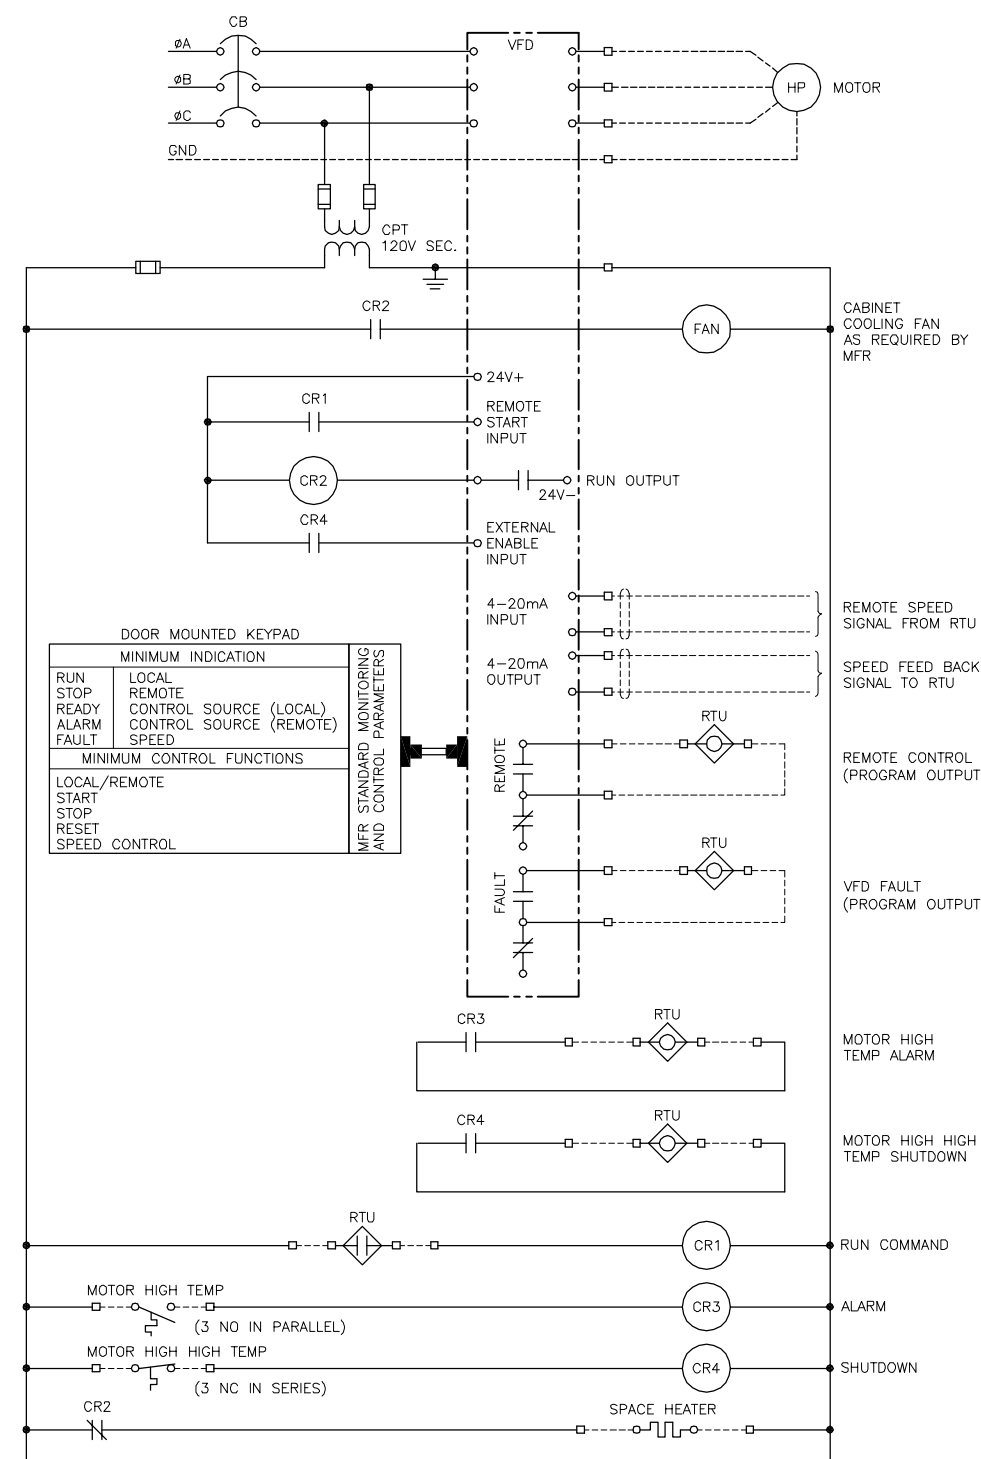 CB
øA
VFD
øB
HP
MOTOR
øC
GND
CPT
120V SEC.
CR2
FAN
CABINET
COOLING FAN
AS REQUIRED BY
MFR
24V+
CR1
REMOTE
START
INPUT
CR2
RUN OUTPUT
24V-
CR4
EXTERNAL
ENABLE
INPUT
4-20mA
INPUT
REMOTE SPEED
SIGNAL FROM RTU
4-20mA
OUTPUT
SPEED FEED BACK
SIGNAL TO RTU
DOOR MOUNTED KEYPAD
MINIMUM INDICATION
RUN LOCAL
STOP REMOTE
READY CONTROL SOURCE (LOCAL)
ALARM CONTROL SOURCE (REMOTE)
FAULT SPEED
MINIMUM CONTROL FUNCTIONS
LOCAL/REMOTE
START
STOP
RESET
SPEED CONTROL
MFR STANDARD MONITORING
AND CONTROL PARAMETERS
REMOTE
RTU
REMOTE CONTROL
(PROGRAM OUTPUT
FAULT
RTU
VFD FAULT
(PROGRAM OUTPUT
CR3
RTU
MOTOR HIGH
TEMP ALARM
CR4
RTU
MOTOR HIGH HIGH
TEMP SHUTDOWN
RTU
CR1
RUN COMMAND
MOTOR HIGH TEMP
(3 NO IN PARALLEL)
CR3
ALARM
MOTOR HIGH HIGH TEMP
(3 NC IN SERIES)
CR4
SHUTDOWN
CR2
SPACE HEATER